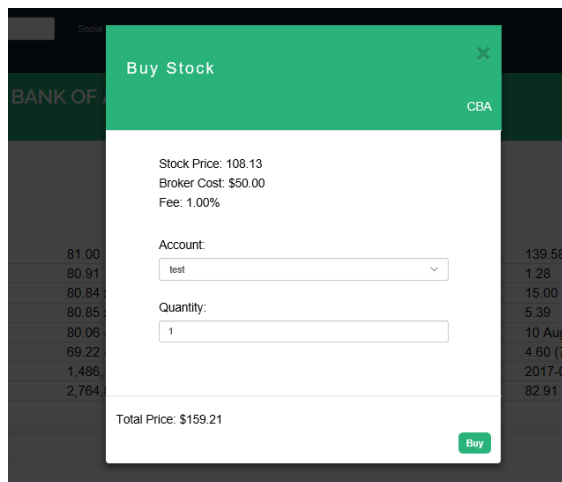 Social
BANK OF
Buy Stock
×
CBA
Stock Price: 108.13
Broker Cost: $50.00
Fee: 1.00%
Account:
test
Quantity:
1
81.00 139.58
80.91 1.28
80.84 15.00
80.85 5.39
80.06 10 Aug
69.22 4.60
1,486, 2017-
2,764, 82.91
Total Price: $159.21
Buy